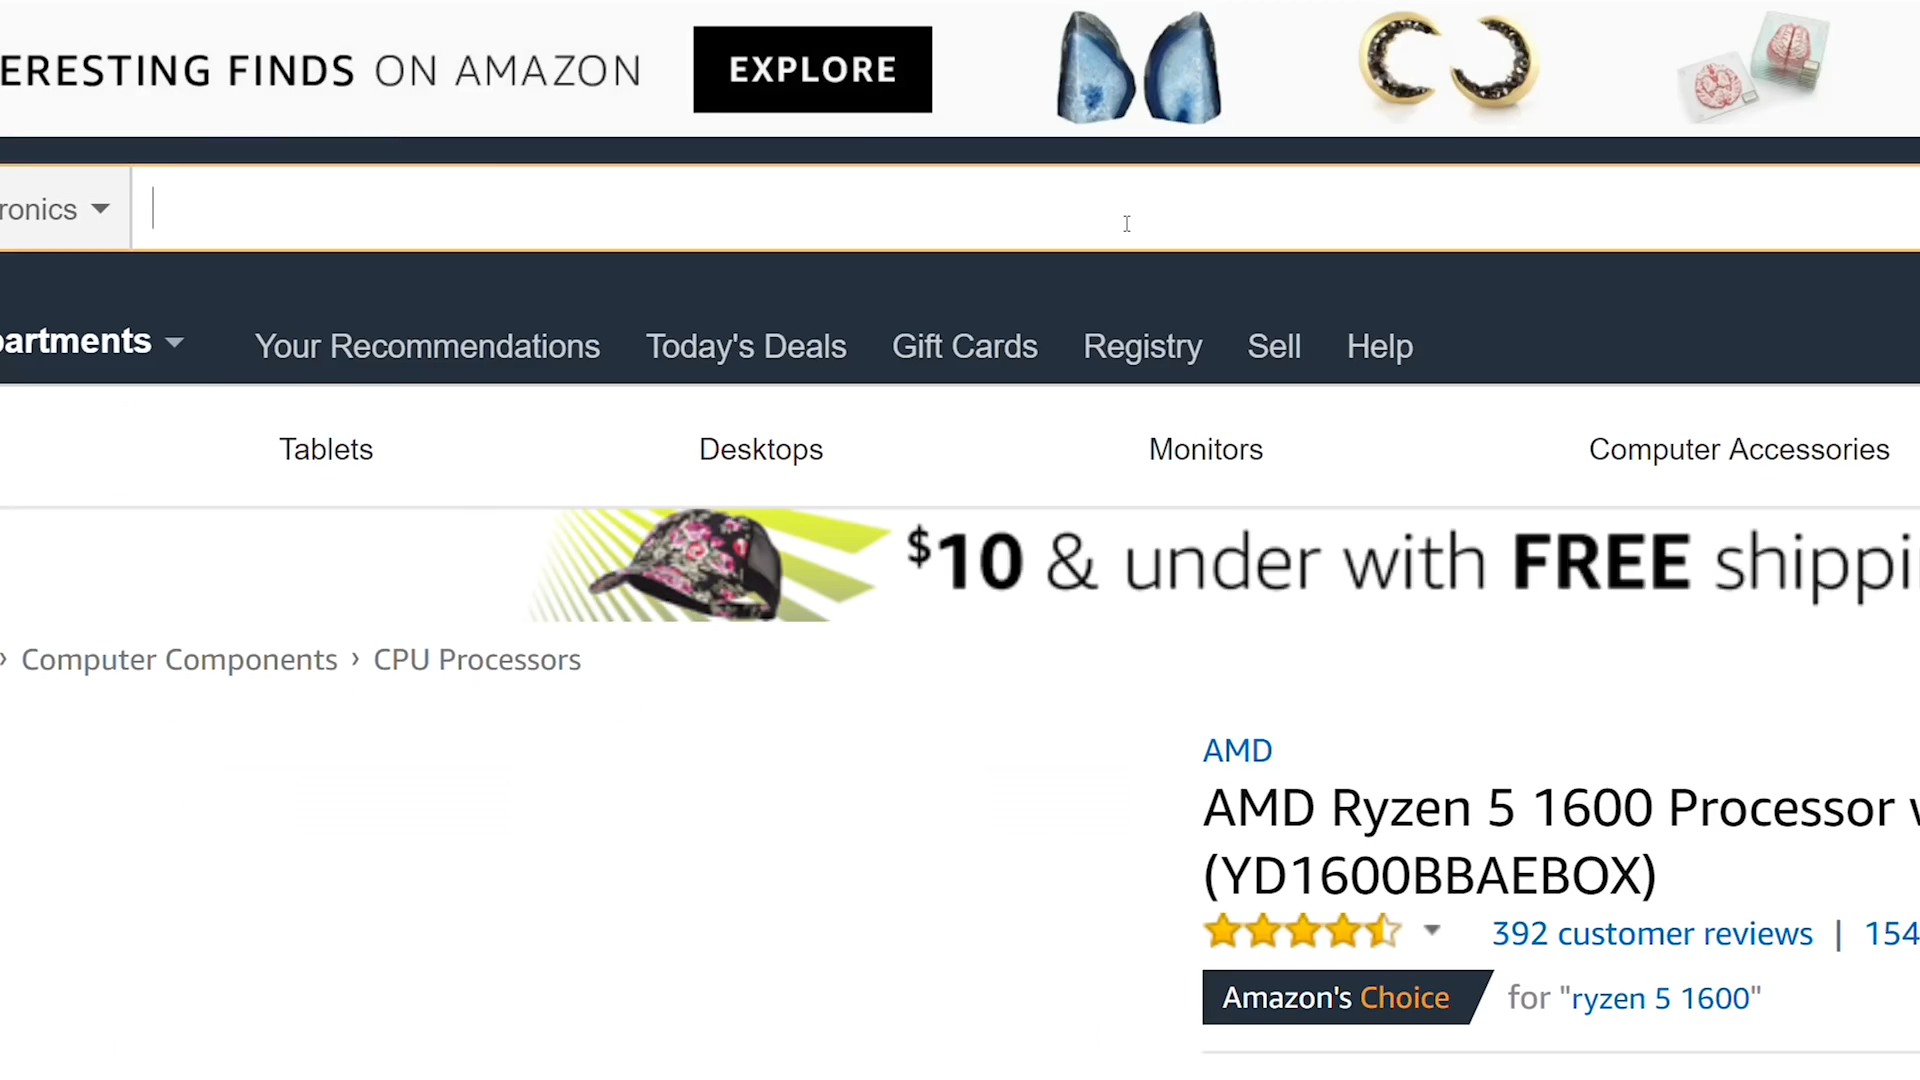 ERESTING FINDS ON AMAZON EXPLORE
ronics
partments Your Recommendations Today's Deals Gift Cards Registry Sell Help
Tablets Desktops Monitors Computer Accessories
$10 & under with FREE shippi
› Computer Components › CPU Processors
AMD
AMD Ryzen 5 1600 Processor w
(YD1600BBAEBOX)
392 customer reviews | 154
Amazon's Choice for "ryzen 5 1600"